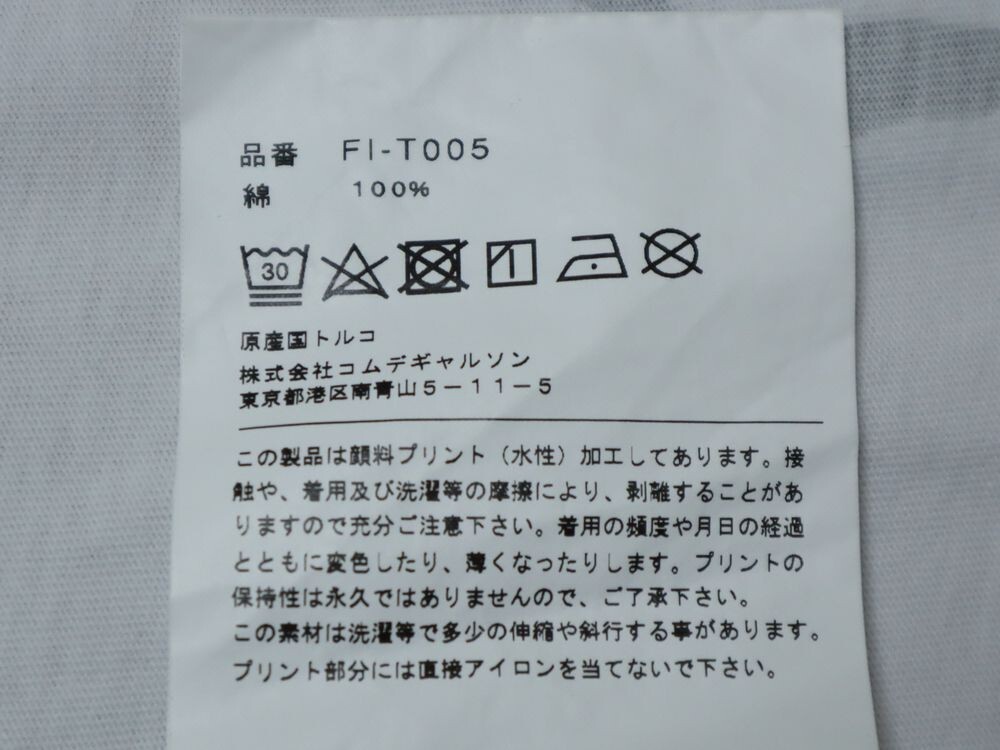 品番 FI-T005
綿 100%
30
原産国トルコ
株式会社コムデギャルソン
東京都港区南青山5－11－5
この製品は顔料プリント（水性）加工してあります。接
触や、着用及び洗濯等の摩擦により、剥離することがあ
りますので充分ご注意下さい。着用の頻度や月日の経過
とともに変色したり、薄くなったりします。プリントの
保持性は永久ではありませんので、ご了承下さい。
この素材は洗濯等で多少の伸縮や斜行する事があります。
プリント部分には直接アイロンを当てないで下さい。